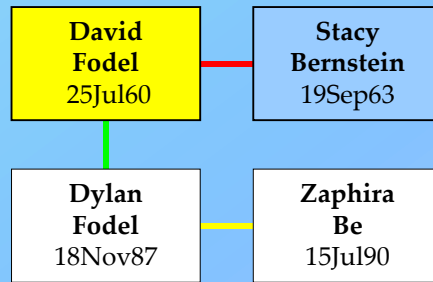 David
Fodel
25Jul60
Stacy
Bernstein
19Sep63
Dylan
Fodel
18Nov87
Zaphira
Be
15Jul90